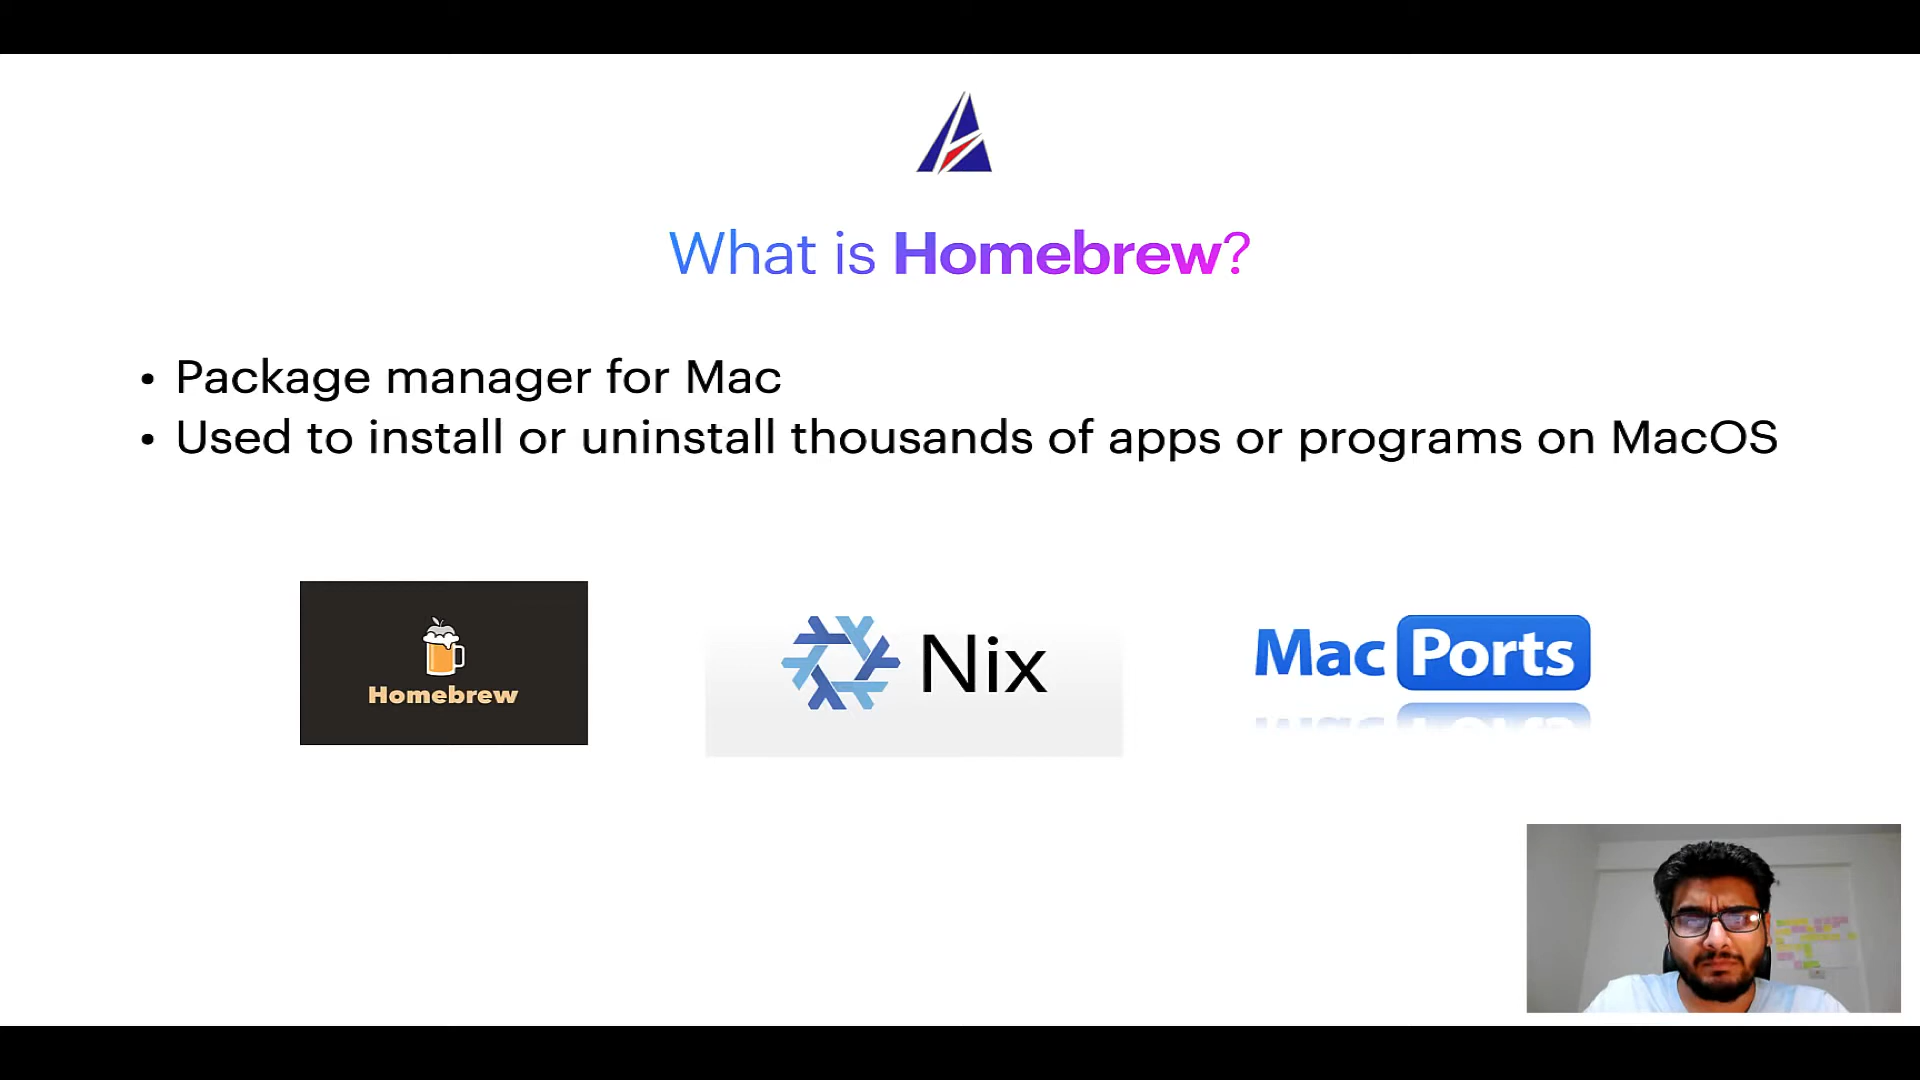 What is Homebrew?
• Package manager for Mac
• Used to install or uninstall thousands of apps or programs on MacOS
Homebrew
Nix
Mac Ports